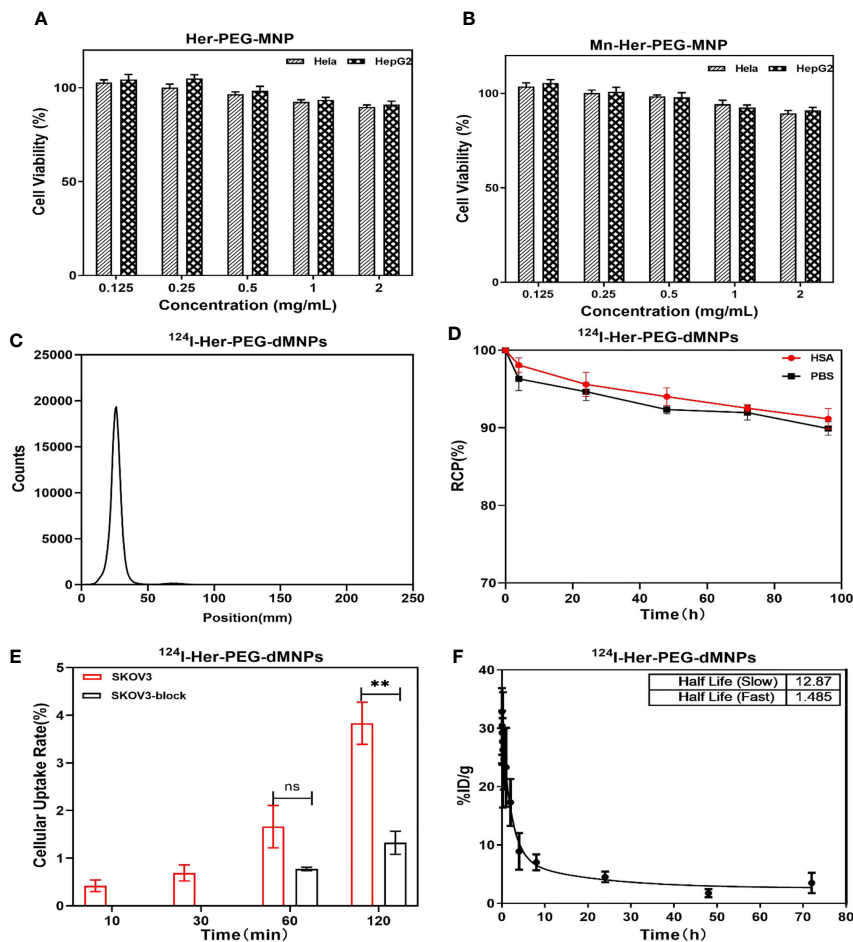 A
Her-PEG-MNP
Hela HepG2
Cell Viability (%)
100
50
0
0.125 0.25 0.5 1 2
Concentration (mg/mL)
B
Mn-Her-PEG-MNP
Hela HepG2
Cell Viability (%)
100
50
0
0.125 0.25 0.5 1 2
Concentration (mg/mL)
C
¹²⁴I-Her-PEG-dMNPs
Counts
25000
20000
15000
10000
5000
0
0 50 100 150 200 250
Position(mm)
D
¹²⁴I-Her-PEG-dMNPs
HSA
PBS
RCP(%)
100
90
80
70
0 20 40 60 80 100
Time(h)
E
¹²⁴I-Her-PEG-dMNPs
SKOV3
SKOV3-block
**
ns
Cellular Uptake Rate(%)
5
4
3
2
1
0
10 30 60 120
Time(min)
F
¹²⁴I-Her-PEG-dMNPs
Half Life (Slow) 12.87
Half Life (Fast) 1.485
%ID/g
40
30
20
10
0
0 10 20 30 40 50 60 70 80
Time(h)